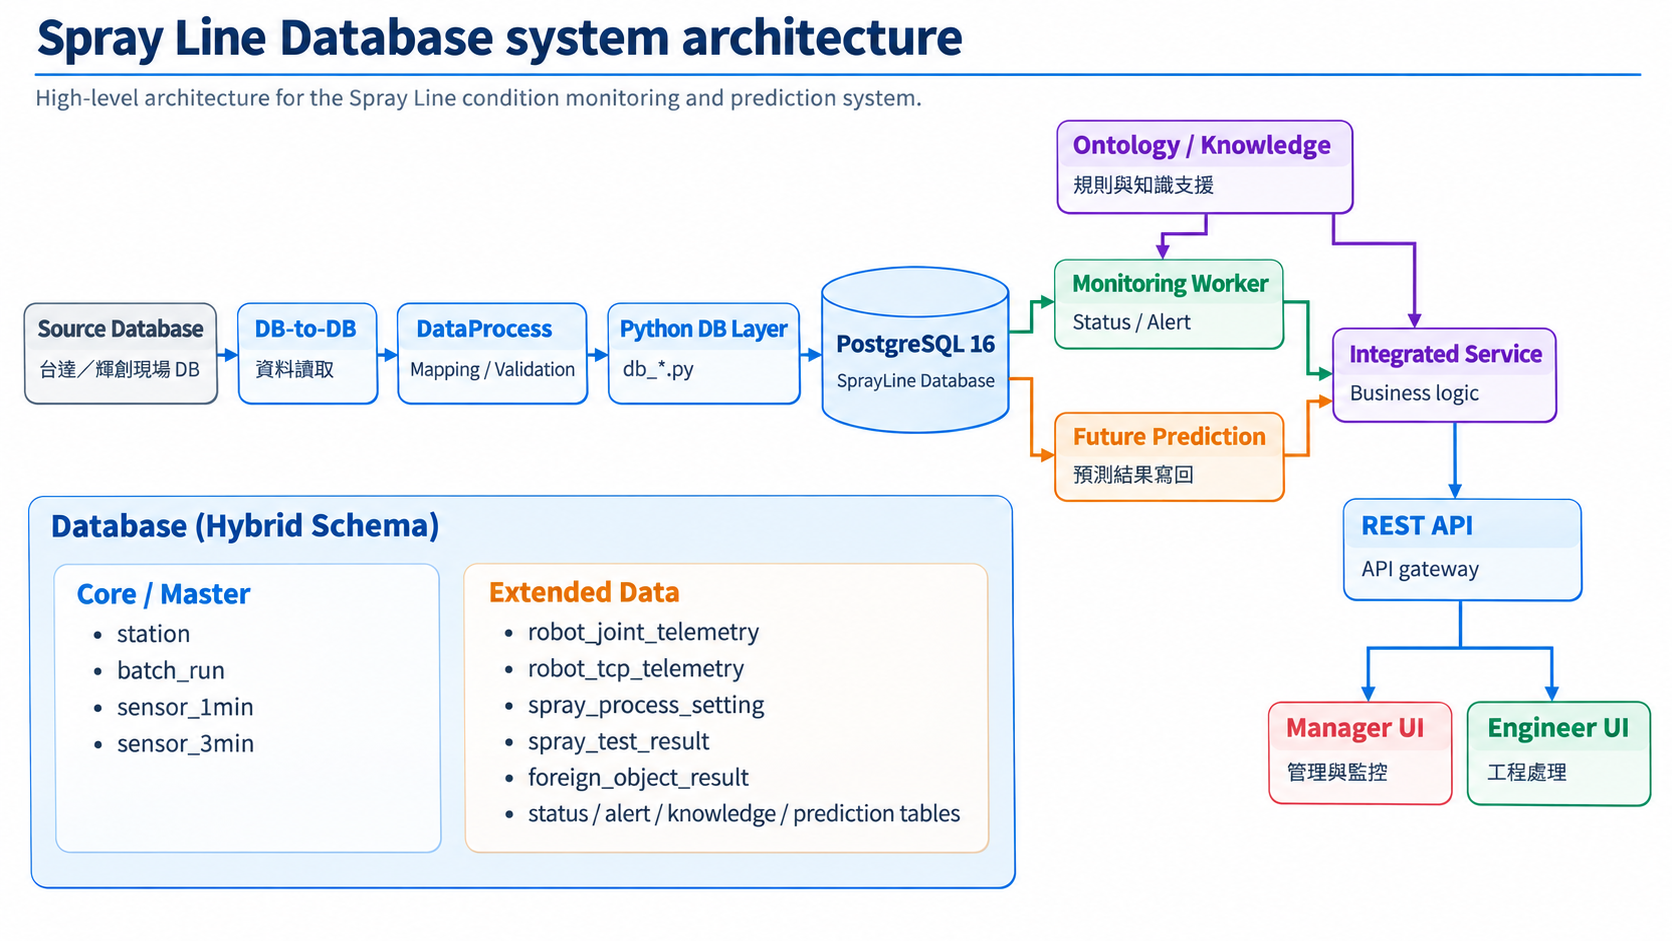 Spray Line Database system architecture
High-level architecture for the Spray Line condition monitoring and prediction system.
Ontology / Knowledge
規則與知識支援
Source Database
台達／輝創現場 DB
DB-to-DB
資料讀取
DataProcess
Mapping / Validation
Python DB Layer
db_*.py
PostgreSQL 16
SprayLine Database
Monitoring Worker
Status / Alert
Future Prediction
預測結果寫回
Integrated Service
Business logic
REST API
API gateway
Manager UI
管理與監控
Engineer UI
工程處理
Database (Hybrid Schema)
Core / Master
• station
• batch_run
• sensor_1min
• sensor_3min
Extended Data
• robot_joint_telemetry
• robot_tcp_telemetry
• spray_process_setting
• spray_test_result
• foreign_object_result
• status / alert / knowledge / prediction tables